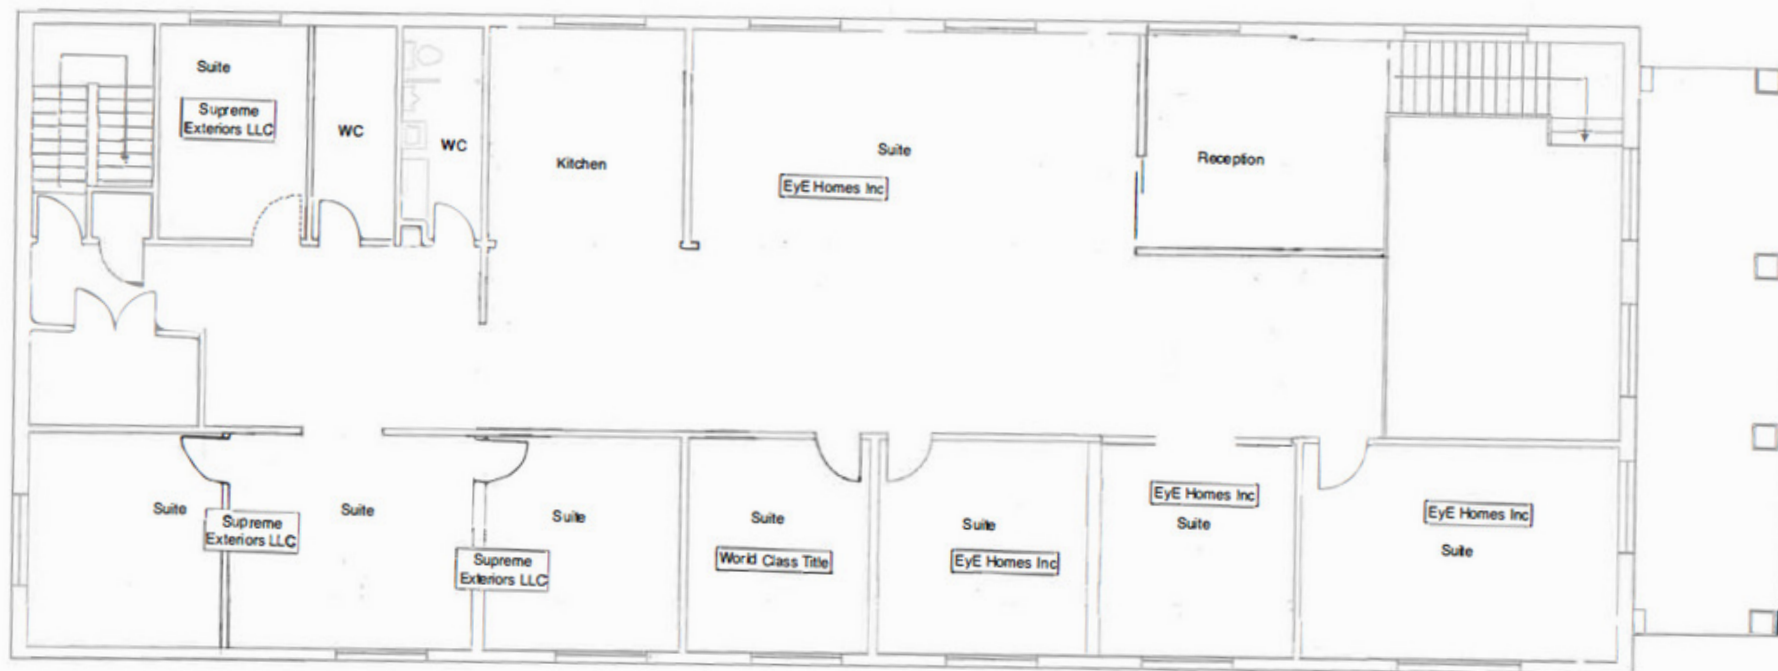 Suite
Supreme
Exteriors LLC
WC
WC
Kitchen
Suite
EyE Homes Inc
Reception
Suite
Supreme
Exteriors LLC
Suite
Supreme
Exteriors LLC
Suite
Suite
World Class Title
Suite
EyE Homes Inc
EyE Homes Inc
Suite
EyE Homes Inc
Suite